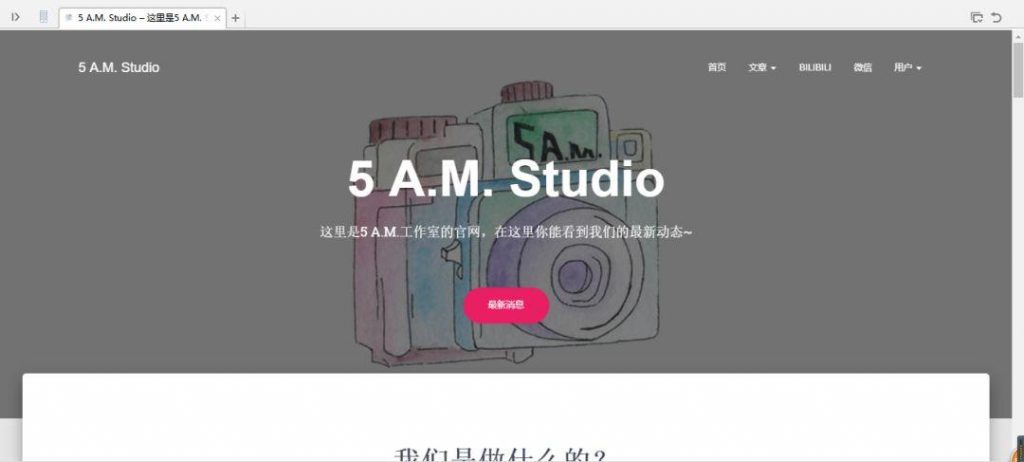 5 A.M. Studio – 这里是5 A.M.
5 A.M. Studio
首页 文章 BILIBILI 微信 用户
5 A.M.
5 A.M. Studio
这里是5 A.M.工作室的官网，在这里你能看到我们的最新动态~
最新消息
我们是做什么的？